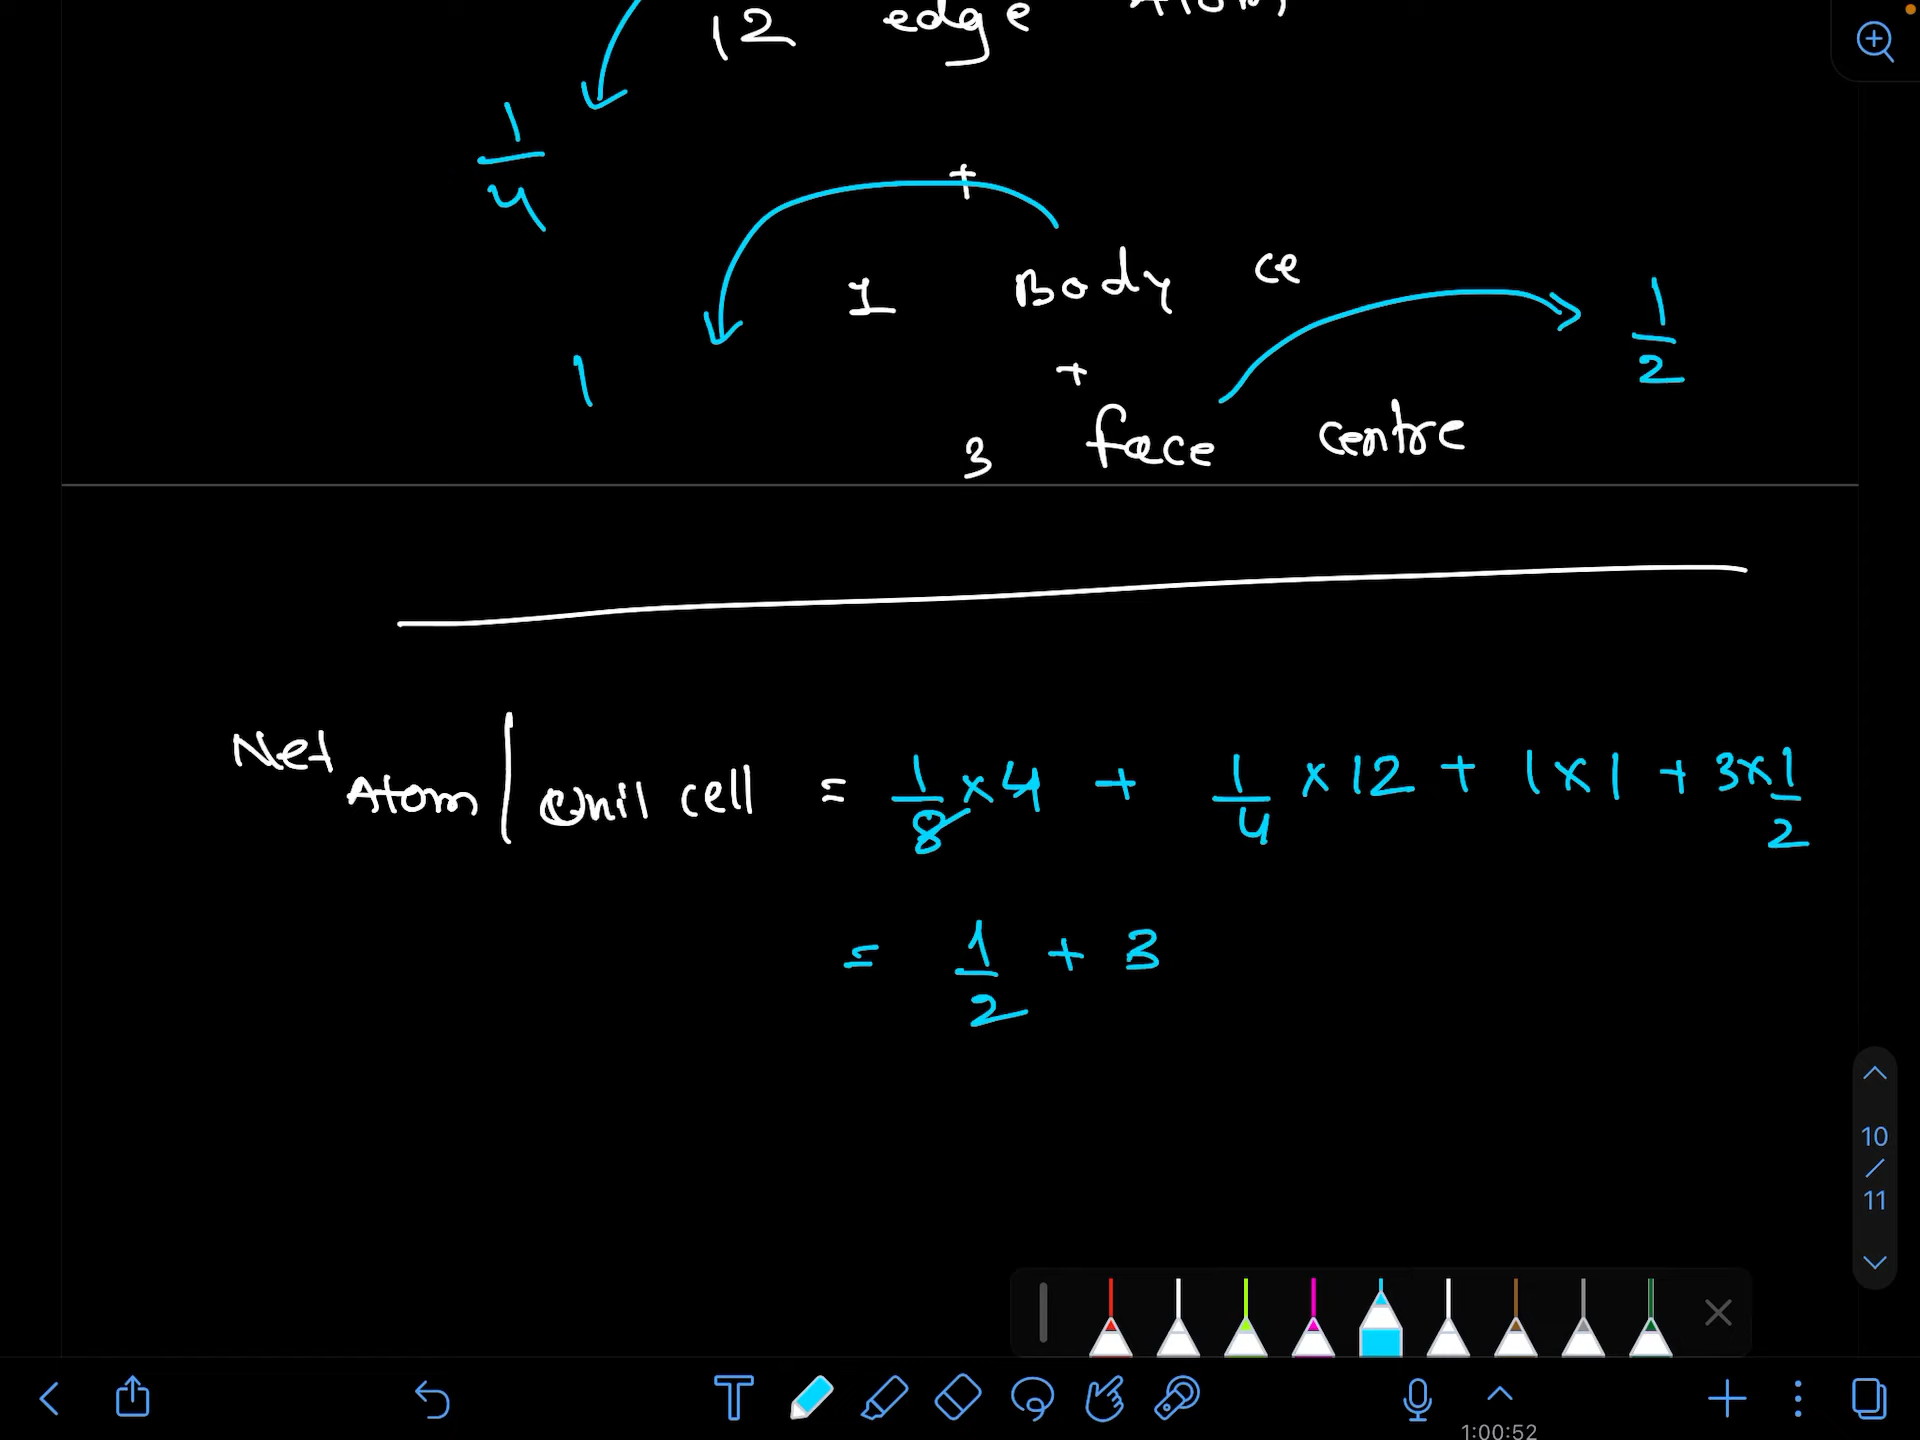 12 edge Atom
1/4
+
1 Body ce
1
1/2
+
3 face centre
Net Atom | Unit cell = 1/8 x 4 + 1/4 x 12 + 1 x 1 + 3 x 1/2
= 1/2 + 3
10
/
11
T
1:00:52